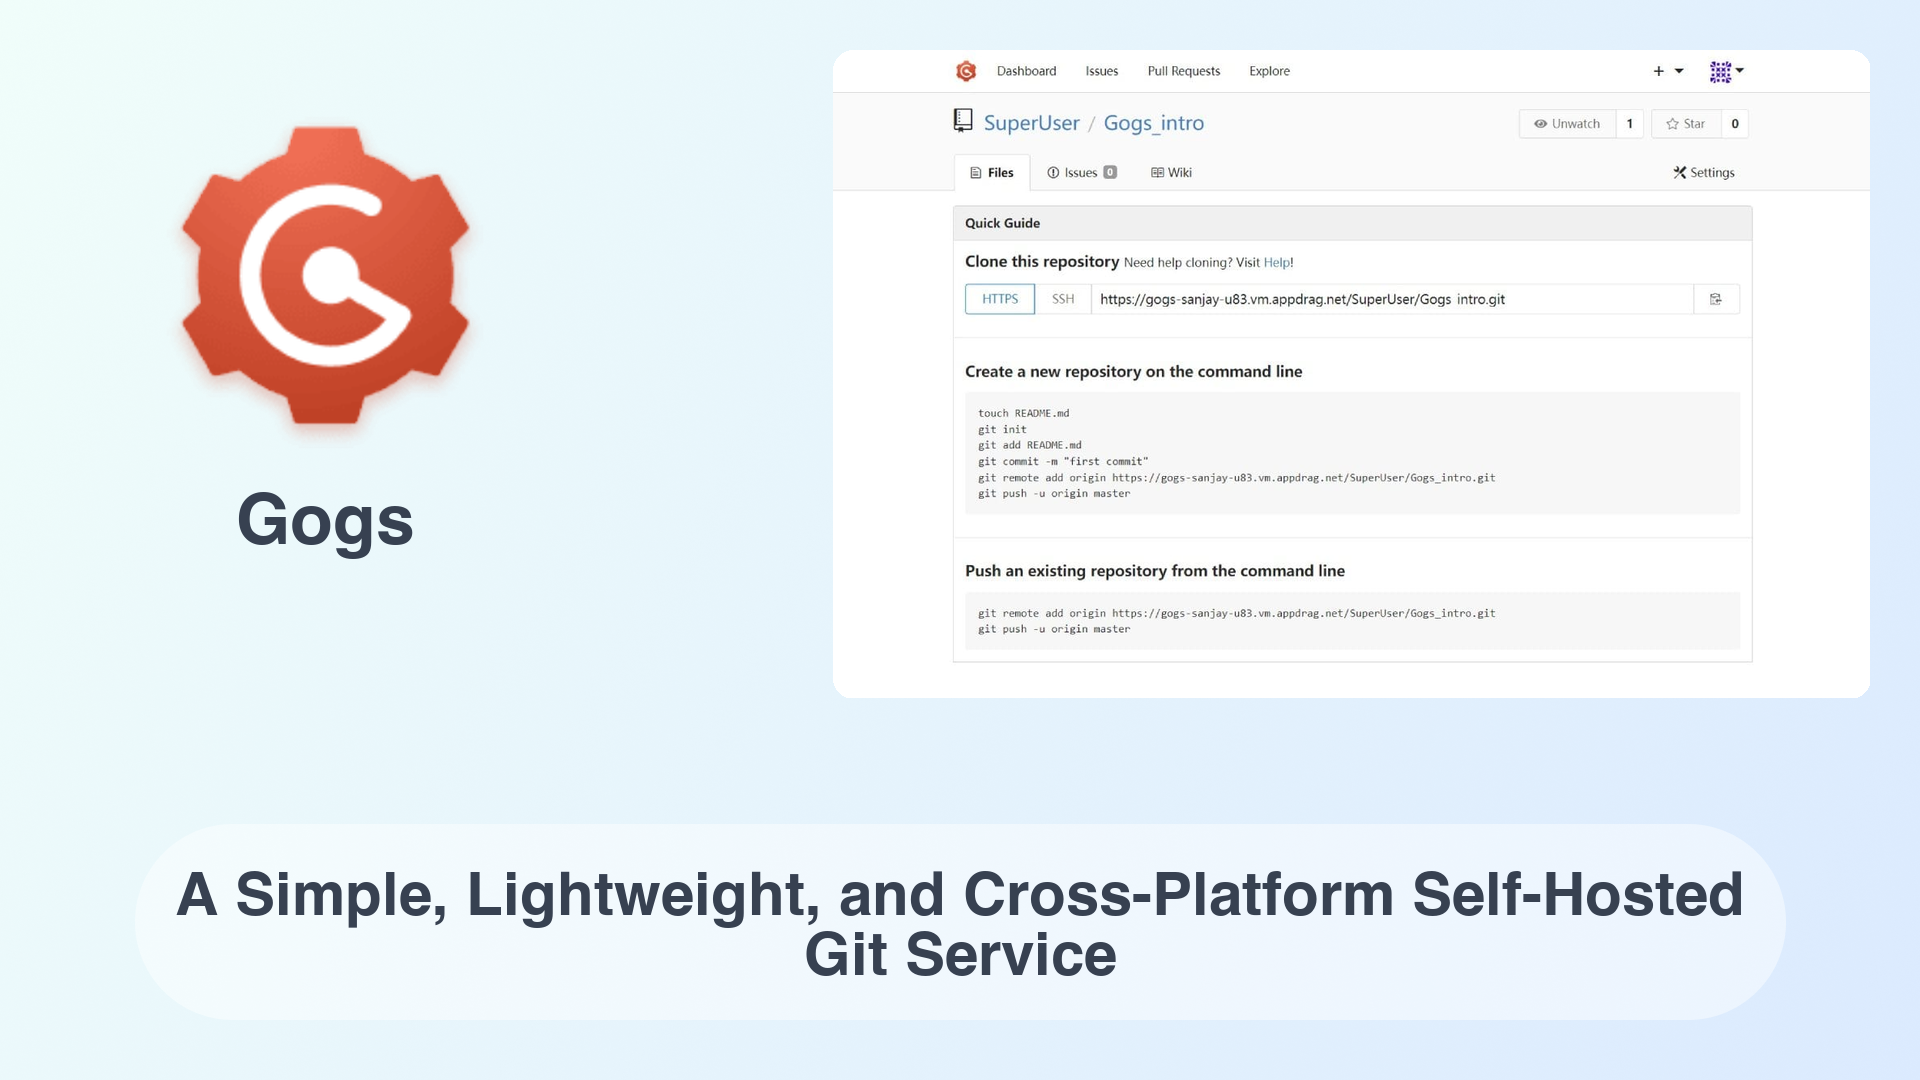 Gogs
Dashboard Issues Pull Requests Explore
SuperUser / Gogs_intro
Unwatch 1 Star 0
Files Issues 0 Wiki Settings
Quick Guide
Clone this repository Need help cloning? Visit Help!
HTTPS SSH https://gogs-sanjay-u83.vm.appdrag.net/SuperUser/Gogs_intro.git
Create a new repository on the command line
touch README.md
git init
git add README.md
git commit -m "first commit"
git remote add origin https://gogs-sanjay-u83.vm.appdrag.net/SuperUser/Gogs_intro.git
git push -u origin master
Push an existing repository from the command line
git remote add origin https://gogs-sanjay-u83.vm.appdrag.net/SuperUser/Gogs_intro.git
git push -u origin master
A Simple, Lightweight, and Cross-Platform Self-Hosted
Git Service